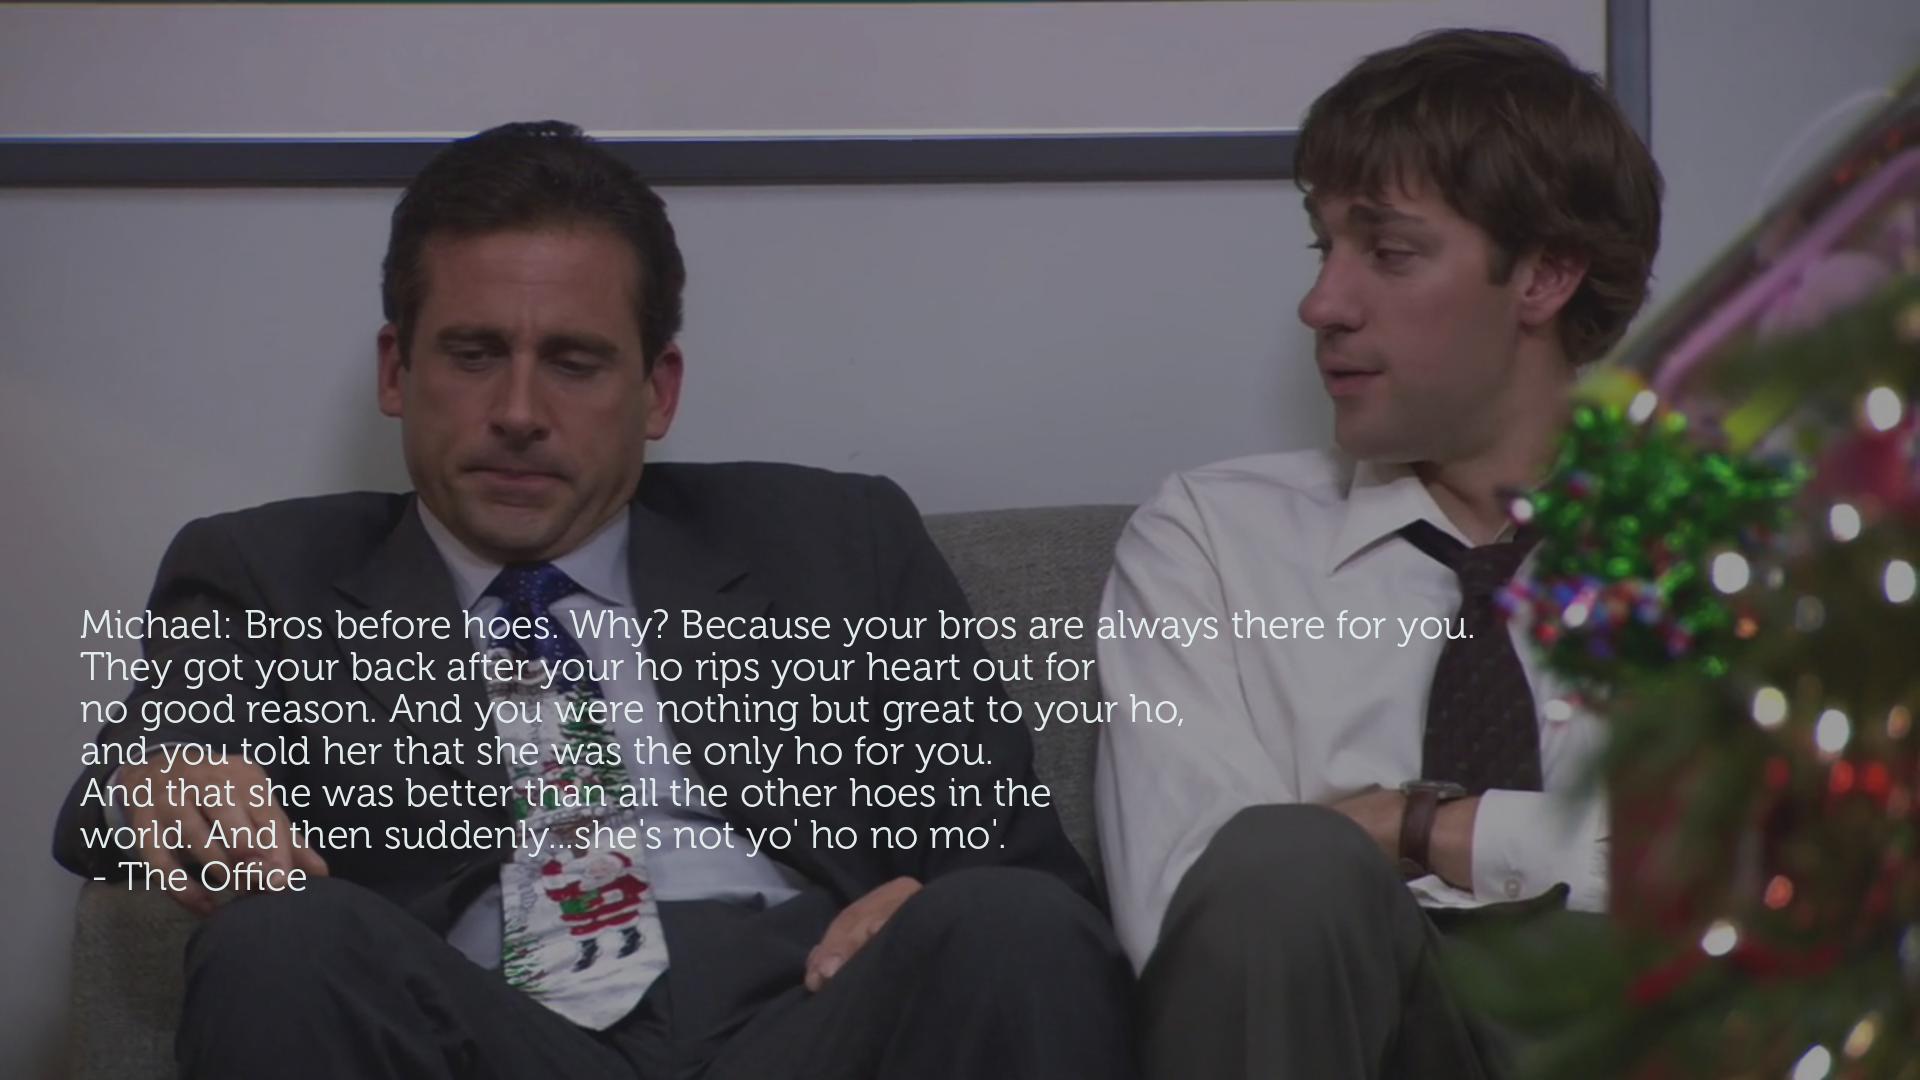 Michael: Bros before hoes. Why? Because your bros are always there for you.
They got your back after your ho rips your heart out for
no good reason. And you were nothing but great to your ho,
and you told her that she was the only ho for you.
And that she was better than all the other hoes in the
world. And then suddenly...she's not yo' ho no mo'.
- The Office